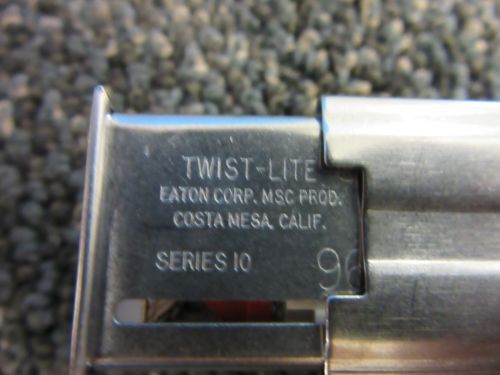 TWIST-LITE
EATON CORP. MSC PROD.
COSTA MESA, CALIF.
SERIES 10 96